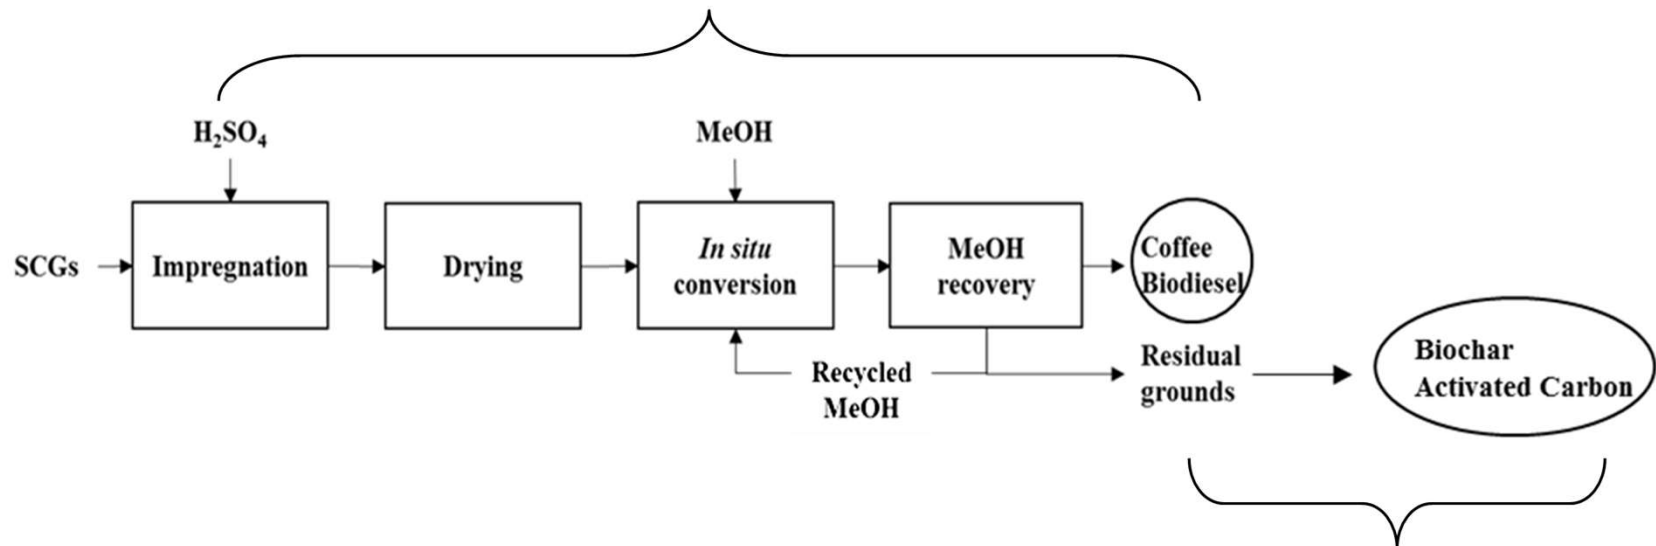 H₂SO₄
MeOH
SCGs
Impregnation
Drying
In situ
conversion
MeOH
recovery
Coffee
Biodiesel
Recycled
MeOH
Residual
grounds
Biochar
Activated Carbon